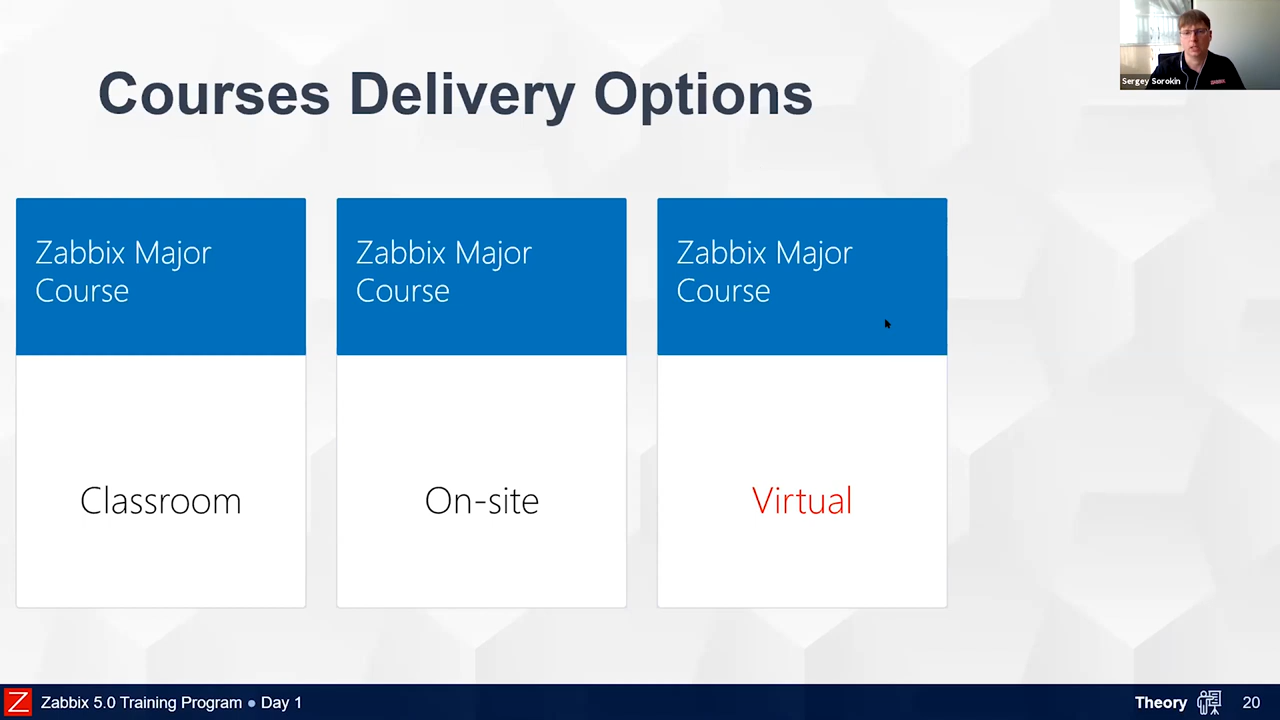 Courses Delivery Options
Sergey Sorokin
Zabbix Major
Course
Zabbix Major
Course
Zabbix Major
Course
Classroom
On-site
Virtual
Z Zabbix 5.0 Training Program • Day 1
Theory 20